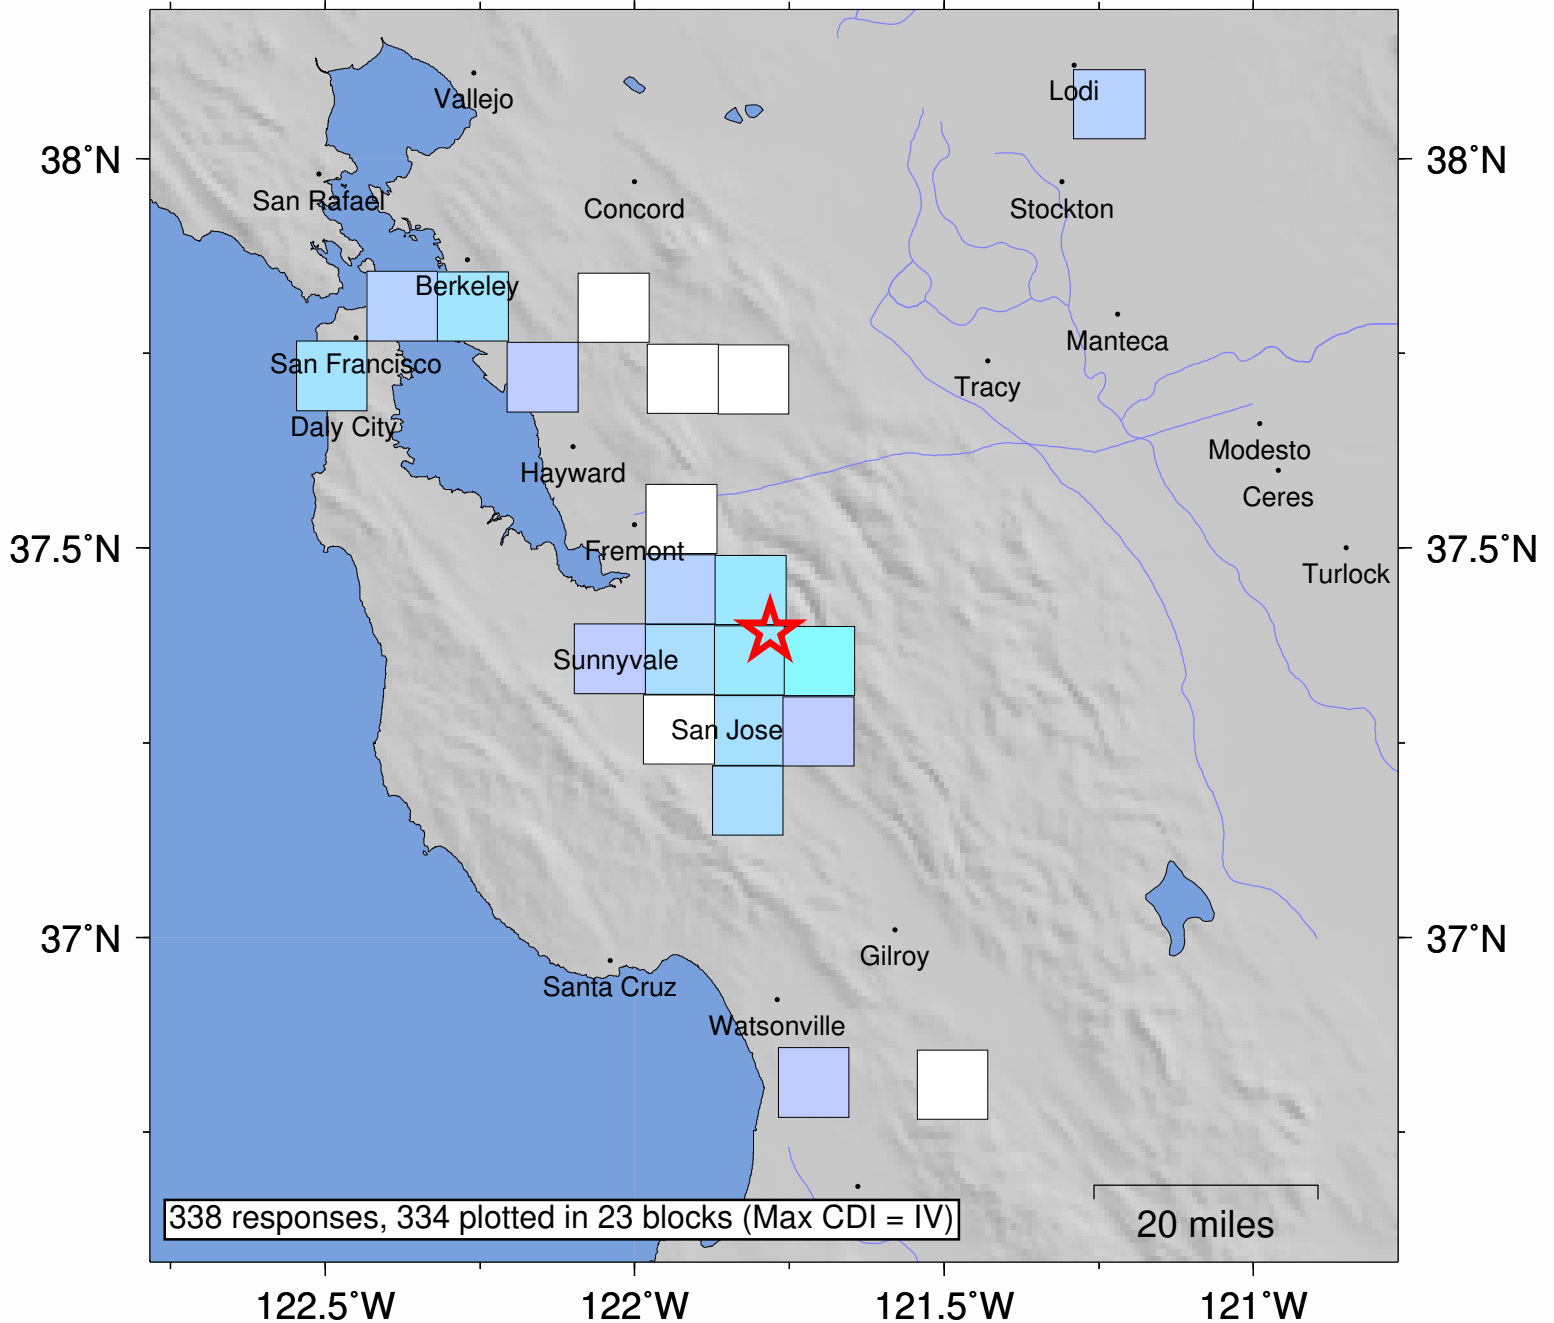 Vallejo
Lodi
38°N
38°N
San Rafael
Concord
Stockton
Berkeley
Manteca
San Francisco
Tracy
Daly City
Modesto
Hayward
Ceres
37.5°N
Fremont
37.5°N
Turlock
Sunnyvale
San Jose
37°N
37°N
Gilroy
Santa Cruz
Watsonville
338 responses, 334 plotted in 23 blocks (Max CDI = IV)
20 miles
122.5°W
122°W
121.5°W
121°W